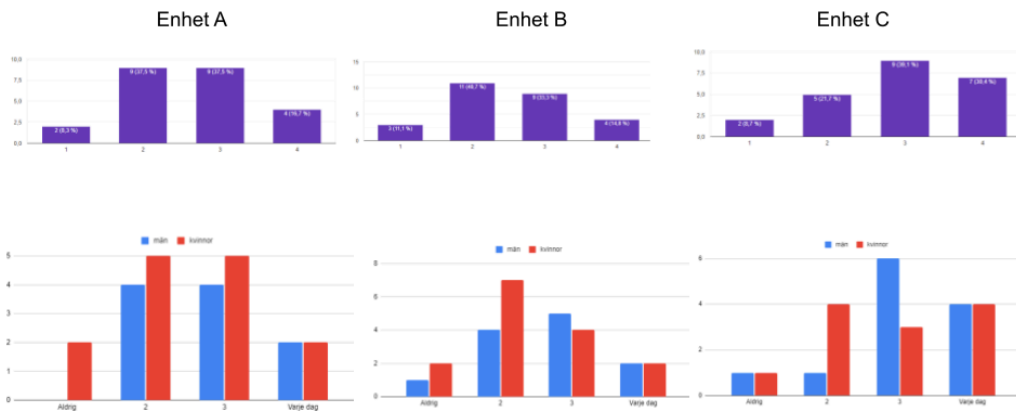 Enhet A
Enhet B
Enhet C
10,0
7,5
5,0
2,5
0,0
2 (8,3 %)
9 (37,5 %)
9 (37,5 %)
4 (16,7 %)
1
2
3
4
15
10
5
0
3 (11,1 %)
11 (40,7 %)
9 (33,3 %)
4 (14,8 %)
1
2
3
4
10,0
7,5
5,0
2,5
0,0
2 (8,7 %)
5 (21,7 %)
9 (39,1 %)
7 (30,4 %)
1
2
3
4
män kvinnor
5
4
3
2
1
0
Aldrig
2
3
Varje dag
män kvinnor
8
6
4
2
0
Aldrig
2
3
Varje dag
män kvinnor
6
4
2
0
Aldrig
2
3
Varje dag